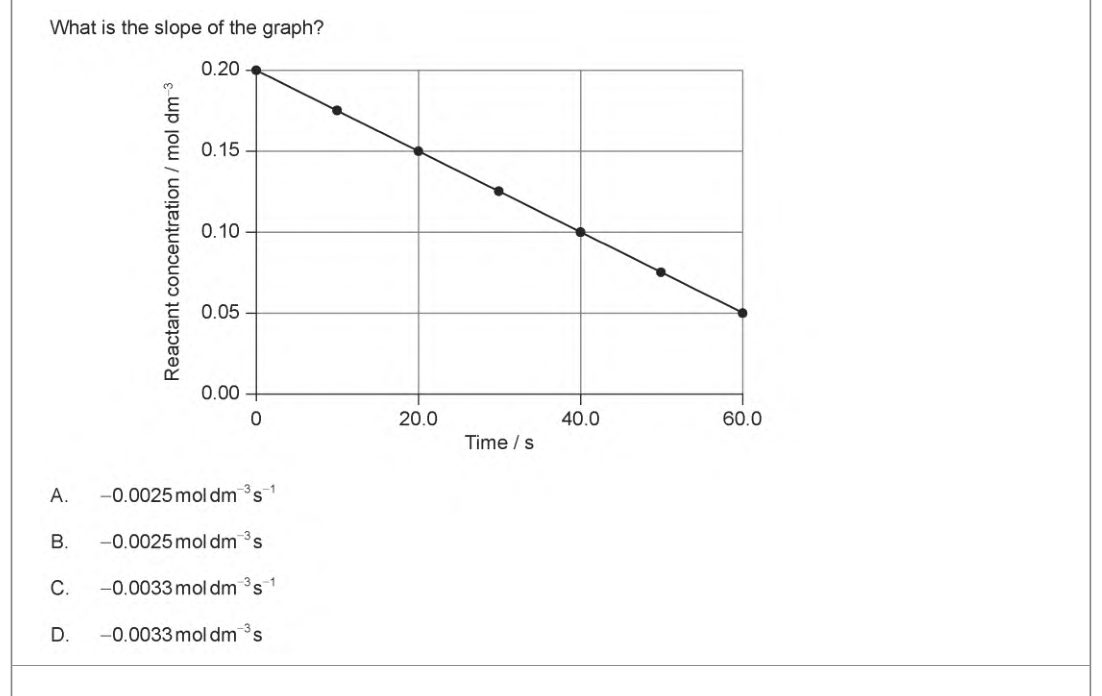 What is the slope of the graph?
0.20
0.15
0.10
0.05
0.00
Reactant concentration / mol dm⁻³
0 20.0 40.0 60.0
Time / s
A. −0.0025 mol dm⁻³ s⁻¹
B. −0.0025 mol dm⁻³ s
C. −0.0033 mol dm⁻³ s⁻¹
D. −0.0033 mol dm⁻³ s